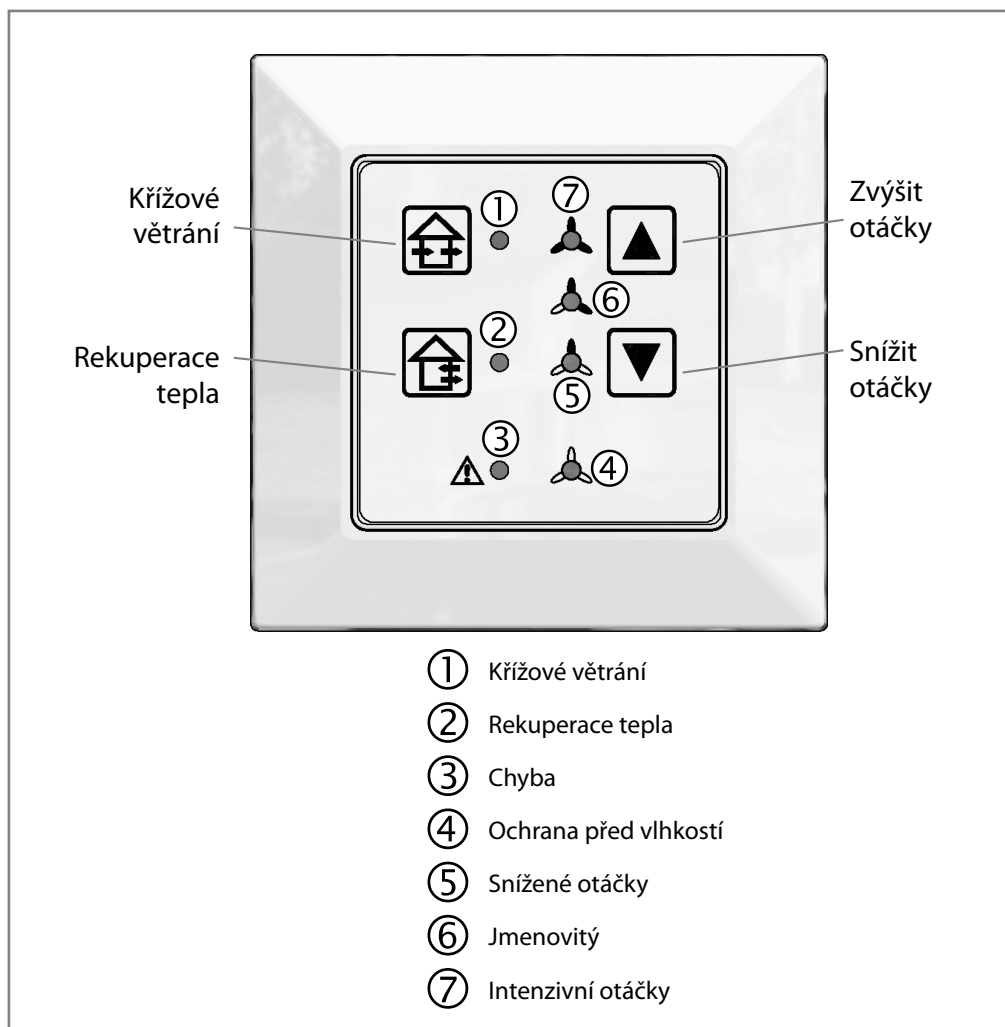 Křížové
větrání
Rekuperace
tepla
①
②
③
⑦
⑥
⑤
④
Zvýšit
otáčky
Snížit
otáčky
① Křížové větrání
② Rekuperace tepla
③ Chyba
④ Ochrana před vlhkostí
⑤ Snížené otáčky
⑥ Jmenovitý
⑦ Intenzivní otáčky